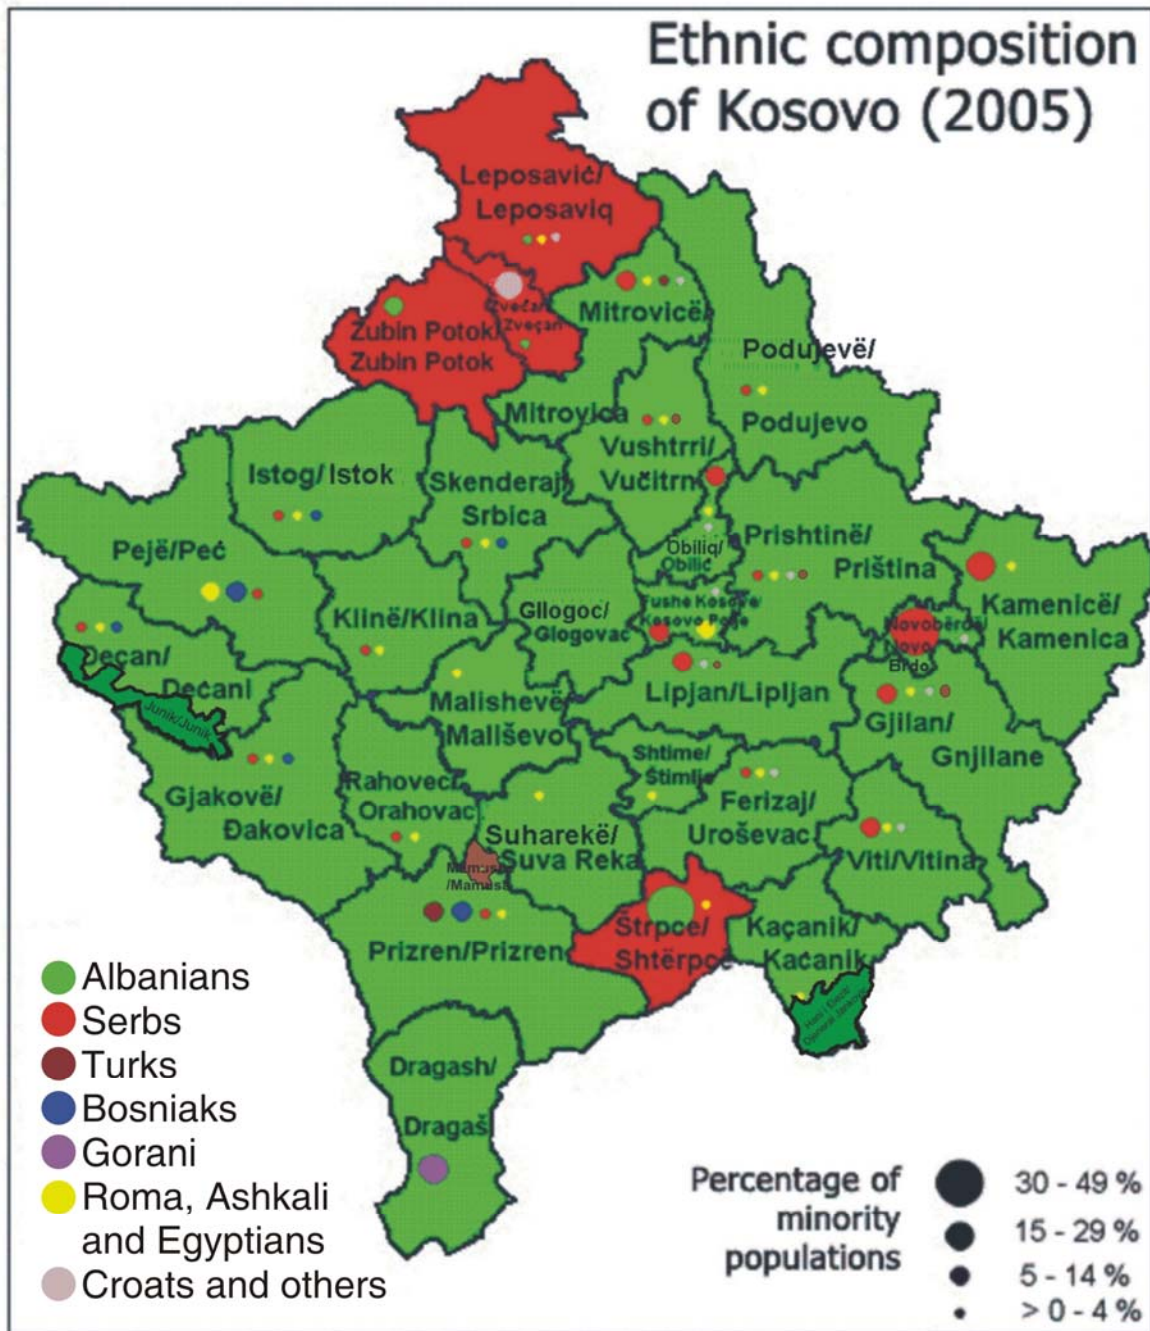 Ethnic composition
of Kosovo (2005)
Leposavić/
Leposaviq
Zvečan/
Zveçan
Zubin Potok/
Zubin Potok
Mitrovicë/
Mitrovica
Podujevë/
Podujevo
Vushtrri/
Vučitrn
Istog/Istok
Skenderaj/
Srbica
Obiliq/
Obilić
Prishtinë/
Priština
Pejë/Peć
Klinë/Klina
Gllogoc/
Glogovac
Fushë Kosovë/
Kosovo Polje
Kamenicë/
Kamenica
Novobërdë/
Novo
Brdo
Deçan/
Dečani
Junik/Junik
Malishevë/
Mališevo
Lipjan/Lipljan
Gjilan/
Gnjilane
Shtime/
Štimlje
Gjakovë/
Đakovica
Rahovec/
Orahovac
Suharekë/
Suva Reka
Ferizaj/
Uroševac
Viti/Vitina
/Mamuša
Prizren/Prizren
Štrpce/
Shtërpce
Kaçanik/
Kačanik
Dragash/
Dragaš
Albanians
Serbs
Turks
Bosniaks
Gorani
Roma, Ashkali
and Egyptians
Croats and others
Percentage of
minority
populations
30 - 49 %
15 - 29 %
5 - 14 %
> 0 - 4 %